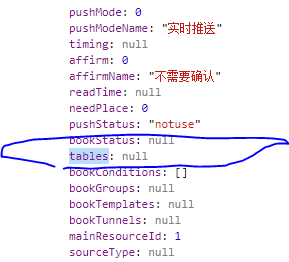 pushMode: 0
pushModeName: "实时推送"
timing: null
affirm: 0
affirmName: "不需要确认"
readTime: null
needPlace: 0
pushStatus: "notuse"
bookStatus: null
tables: null
bookConditions: []
bookGroups: null
bookTemplates: null
bookTunnels: null
mainResourceId: 1
sourceType: null